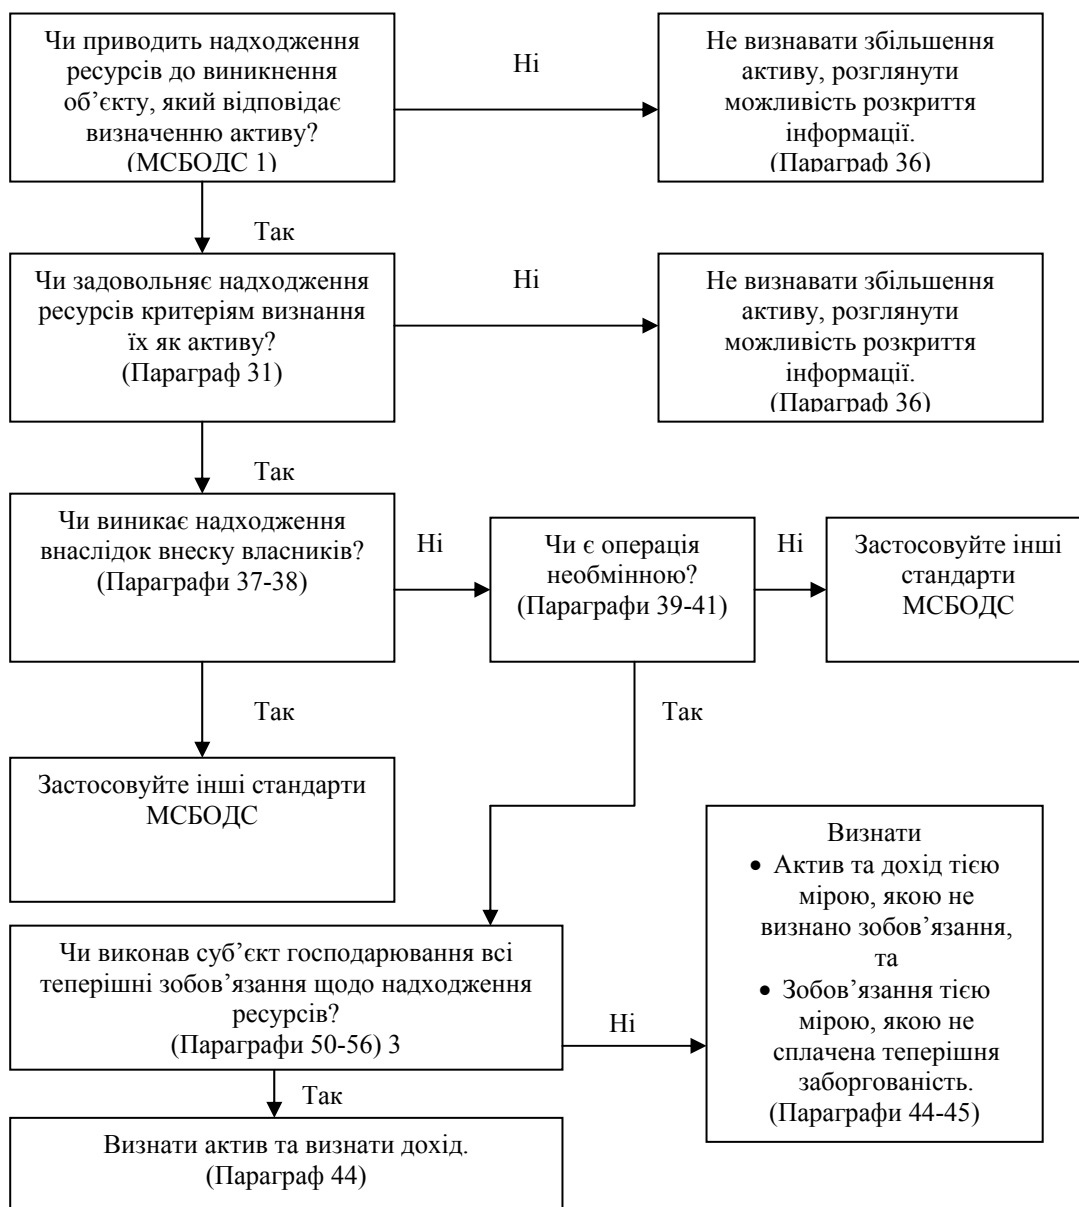 Чи приводить надходження
ресурсів до виникнення
об’єкту, який відповідає
визначенню активу?
(МСБОДС 1)
Ні
Не визнавати збільшення
активу, розглянути
можливість розкриття
інформації.
(Параграф 36)
Так
Чи задовольняє надходження
ресурсів критеріям визнання
їх як активу?
(Параграф 31)
Ні
Не визнавати збільшення
активу, розглянути
можливість розкриття
інформації.
(Параграф 36)
Так
Чи виникає надходження
внаслідок внеску власників?
(Параграфи 37-38)
Ні
Чи є операція
необмінною?
(Параграфи 39-41)
Ні
Застосовуйте інші
стандарти
МСБОДС
Так
Так
Застосовуйте інші стандарти
МСБОДС
Визнати
• Актив та дохід тією
мірою, якою не
визнано зобов’язання,
та
• Зобов’язання тією
мірою, якою не
сплачена теперішня
заборгованість.
(Параграфи 44-45)
Чи виконав суб’єкт господарювання всі
теперішні зобов’язання щодо надходження
ресурсів?
(Параграфи 50-56) 3
Ні
Так
Визнати актив та визнати дохід.
(Параграф 44)